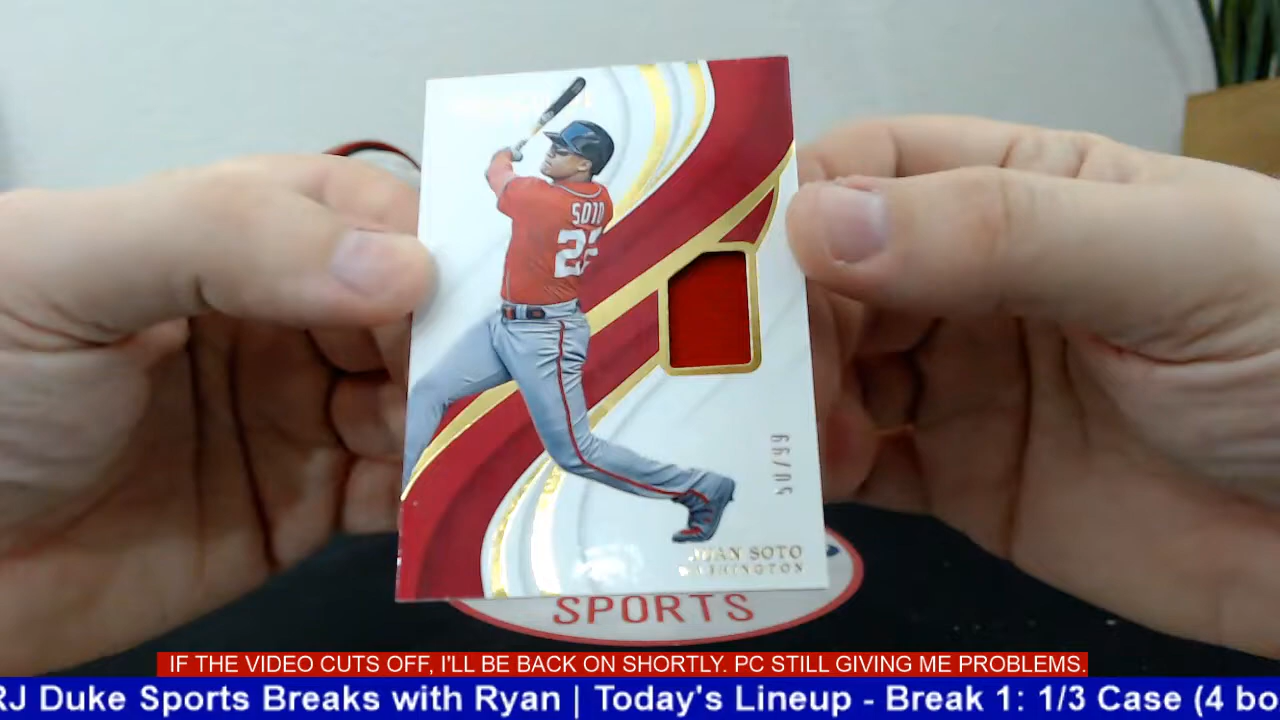 SOTO
22
50/99
JUAN SOTO
WASHINGTON
SPORTS
IF THE VIDEO CUTS OFF, I'LL BE BACK ON SHORTLY. PC STILL GIVING ME PROBLEMS.
RJ Duke Sports Breaks with Ryan | Today's Lineup - Break 1: 1/3 Case (4 bo